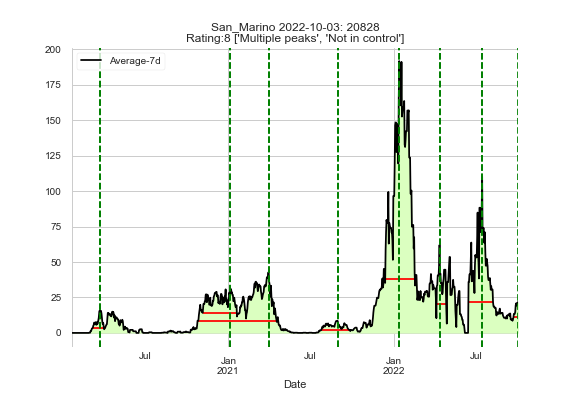 San_Marino 2022-10-03: 20828
Rating:8 ['Multiple peaks', 'Not in control']
200
Average-7d
175
150
125
100
75
50
25
0
Jul
Jan
2021
Jul
Jan
2022
Jul
Date